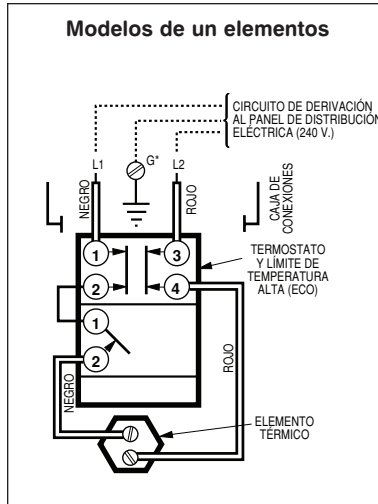 Modelos de un elementos
CIRCUITO DE DERIVACIÓN
AL PANEL DE DISTRIBUCIÓN
ELÉCTRICA (240 V.)
L1
G*
L2
NEGRO
ROJO
CAJA DE
CONEXIONES
1
3
2
4
TERMOSTATO
Y LÍMITE DE
TEMPERATURA
ALTA (ECO)
1
2
NEGRO
ROJO
ELEMENTO
TÉRMICO